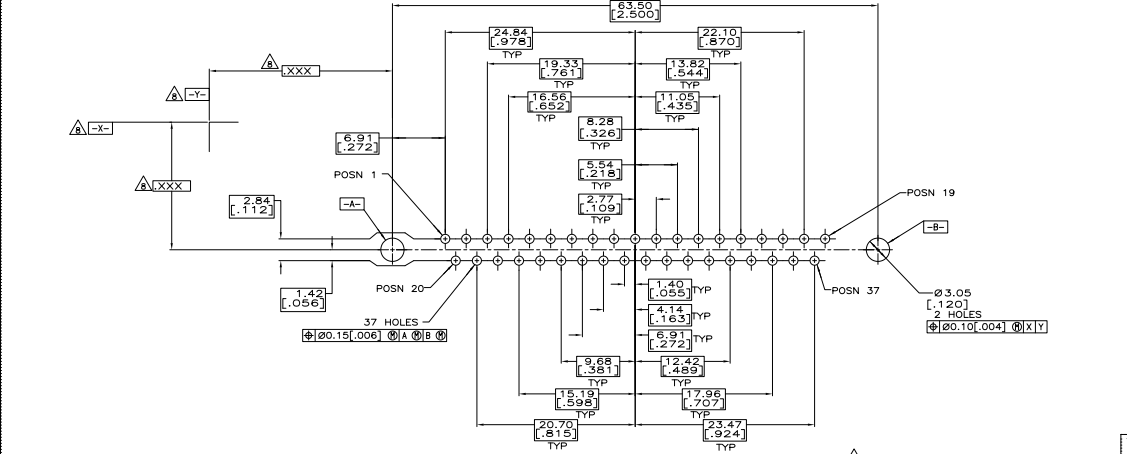 63.50
[2.500]
24.84
[.978]
TYP
22.10
[.870]
TYP
8
.XXX
19.33
[.761]
TYP
13.82
[.544]
TYP
8
-Y-
16.56
[.652]
TYP
11.05
[.435]
TYP
8
-X-
8.28
[.326]
6.91
[.272]
5.54
[.218]
POSN 1
8
.XXX
2.84
[.112]
-A-
2.77
[.109]
POSN 19
-B-
POSN 20
1.42
[.056]
1.40
[.055]
TYP
POSN 37
Ø3.05
[.120]
2 HOLES
⌖ Ø0.10[.004] Ⓜ X Y
4.14
[.163]
TYP
37 HOLES
⌖ Ø0.15[.006] Ⓜ A Ⓜ B Ⓜ
6.91
[.272]
TYP
9.68
[.381]
TYP
12.42
[.489]
TYP
15.19
[.598]
TYP
17.96
[.707]
TYP
20.70
[.815]
TYP
23.47
[.924]
TYP